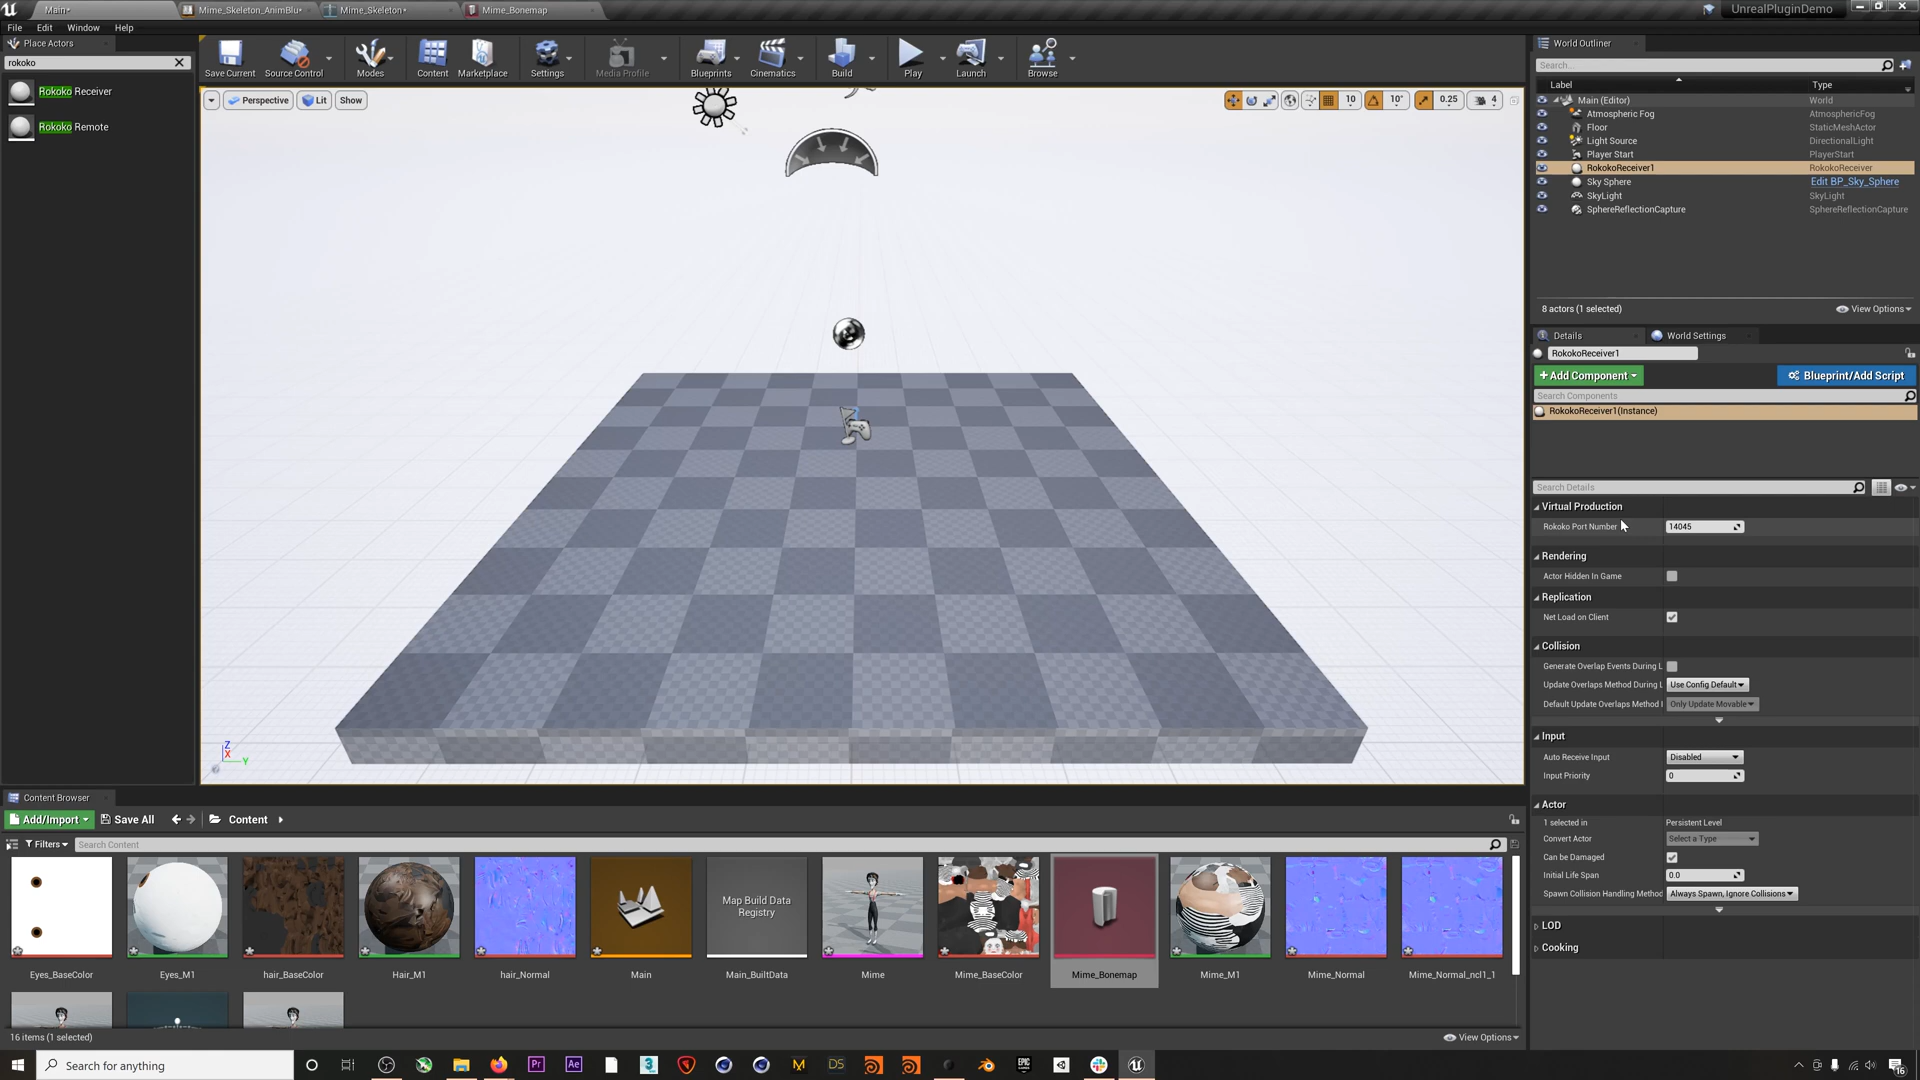 Main*
Mime_Skeleton_AnimBlu*
Mime_Skeleton*
Mime_Bonemap
UnrealPluginDemo
File
Edit
Window
Help
Place Actors
rokoko
Rokoko Receiver
Rokoko Remote
Save Current
Source Control
Modes
Content
Marketplace
Settings
Media Profile
Blueprints
Cinematics
Build
Play
Launch
Browse
Perspective
Lit
Show
10
10°
0.25
4
Z
X
Y
World Outliner
Search...
Label
Type
Main (Editor)
World
Atmospheric Fog
AtmosphericFog
Floor
StaticMeshActor
Light Source
DirectionalLight
Player Start
PlayerStart
RokokoReceiver1
RokokoReceiver
Sky Sphere
Edit BP_Sky_Sphere
SkyLight
SkyLight
SphereReflectionCapture
SphereReflectionCapture
8 actors (1 selected)
View Options
Details
World Settings
RokokoReceiver1
+ Add Component
Blueprint/Add Script
Search Components
RokokoReceiver1(Instance)
Search Details
Virtual Production
Rokoko Port Number
14045
Rendering
Actor Hidden In Game
Replication
Net Load on Client
Collision
Generate Overlap Events During L
Update Overlaps Method During L
Use Config Default
Default Update Overlaps Method I
Only Update Movable
Input
Auto Receive Input
Disabled
Input Priority
0
Actor
1 selected in
Persistent Level
Convert Actor
Select a Type
Can be Damaged
Initial Life Span
0.0
Spawn Collision Handling Method
Always Spawn, Ignore Collisions
LOD
Cooking
Content Browser
Add/Import
Save All
Content
Filters
Search Content
Map Build Data
Registry
Eyes_BaseColor
Eyes_M1
hair_BaseColor
Hair_M1
hair_Normal
Main
Main_BuiltData
Mime
Mime_BaseColor
Mime_Bonemap
Mime_M1
Mime_Normal
Mime_Normal_ncl1_1
16 items (1 selected)
View Options
Search for anything
Pr
Ae
3
M
DS
EPIC
GAMES
16